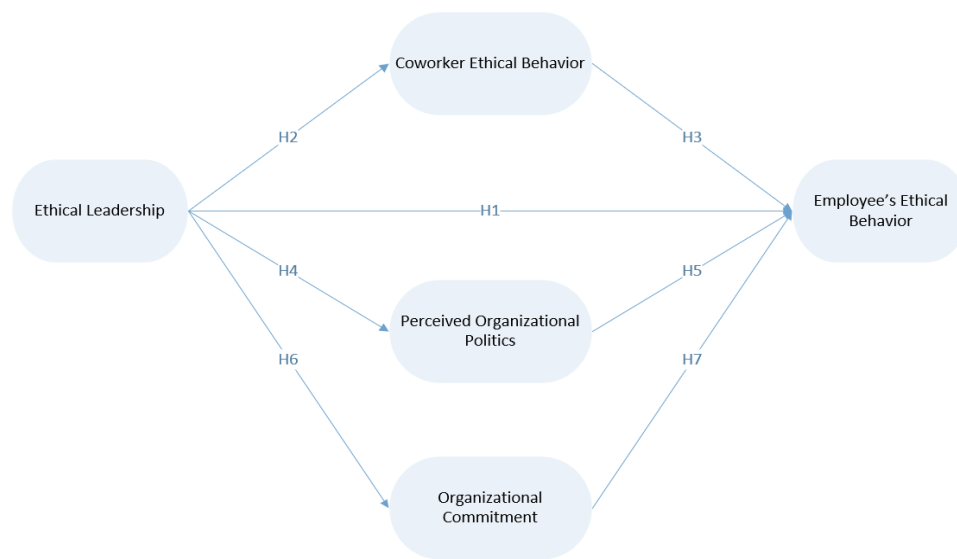 Coworker Ethical Behavior
H2
H3
Ethical Leadership
H1
Employee’s Ethical
Behavior
H4
H5
Perceived Organizational
Politics
H6
H7
Organizational
Commitment